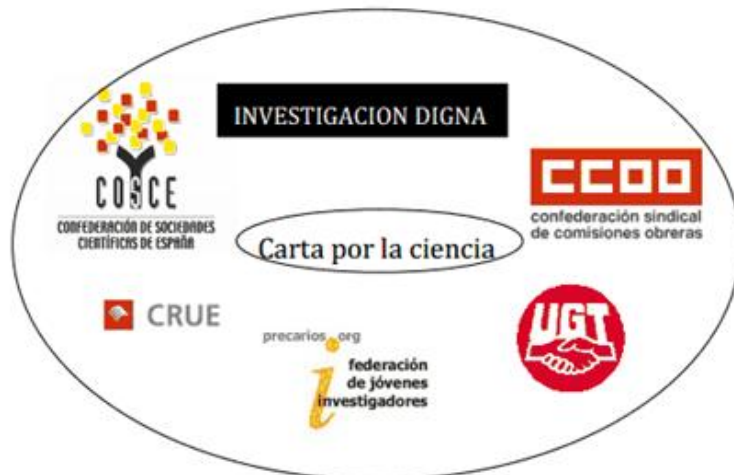 INVESTIGACION DIGNA
COSCE
CONFEDERACIÓN DE SOCIEDADES
CIENTÍFICAS DE ESPAÑA
CCOO
confederación sindical
de comisiones obreras
Carta por la ciencia
CRUE
precarios.org
i
federación
de jóvenes
investigadores
UGT